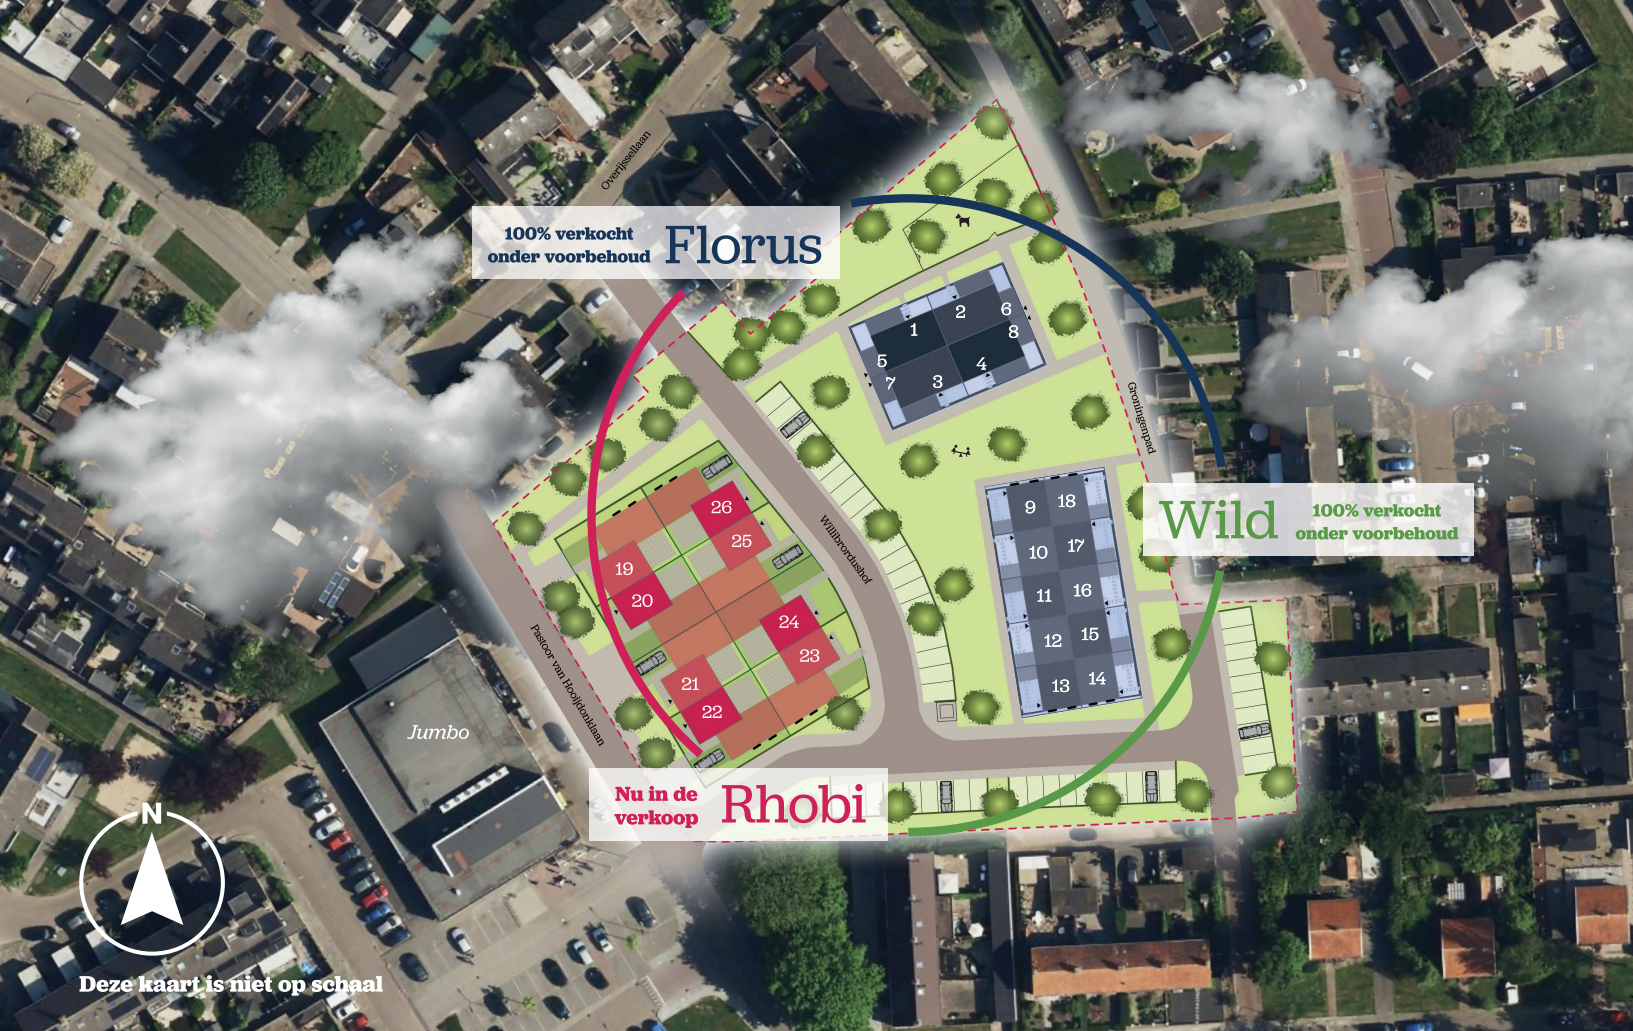 Overijssellaan
100% verkocht
onder voorbehoud
Florus
1
2
6
8
5
7
3
4
Groningenpad
Wild
100% verkocht
onder voorbehoud
9
18
10
17
11
16
12
15
13
14
Willibrordushof
26
25
19
20
24
23
21
22
Pastoor van Hooijdonklaan
Jumbo
Nu in de
verkoop
Rhobi
N
Deze kaart is niet op schaal